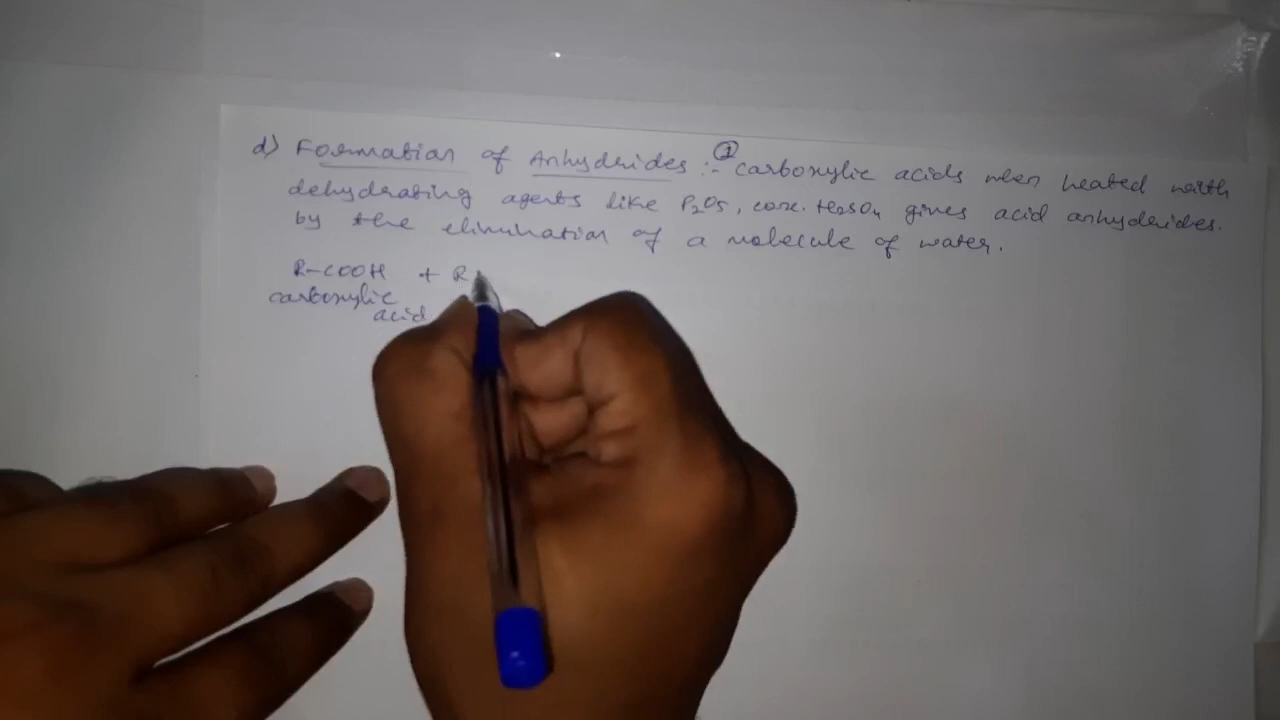 d) Formation of Anhydrides :- ① carboxylic acids when heated with
dehydrating agents like P₂O₅, conc. H₂SO₄ gives acid anhydrides.
by the elimination of a molecule of water.
R-COOH + R
carboxylic
acid